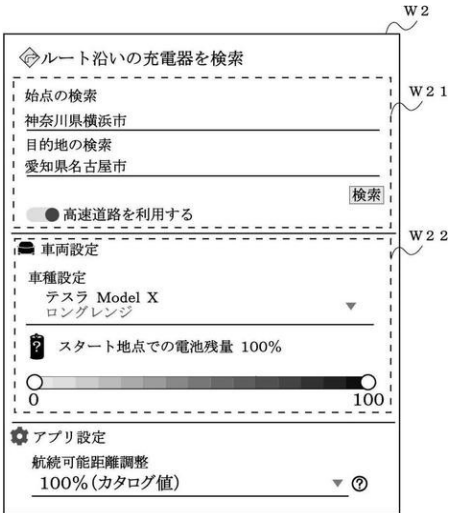 W2
ルート沿いの充電器を検索
W21
始点の検索
神奈川県横浜市
目的地の検索
愛知県名古屋市
検索
高速道路を利用する
W22
車両設定
車種設定
テスラ Model X
ロングレンジ
? スタート地点での電池残量 100%
0 100
アプリ設定
航続可能距離調整
100%(カタログ値) ?